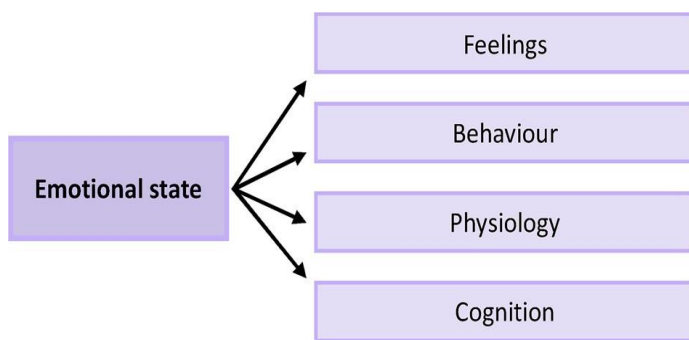 Feelings
Behaviour
Emotional state
Physiology
Cognition